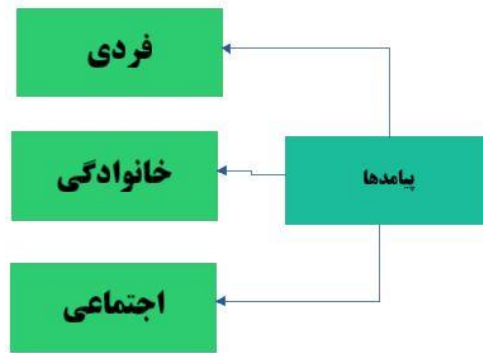 فردی
خانوادگی
پیامدها
اجتماعی